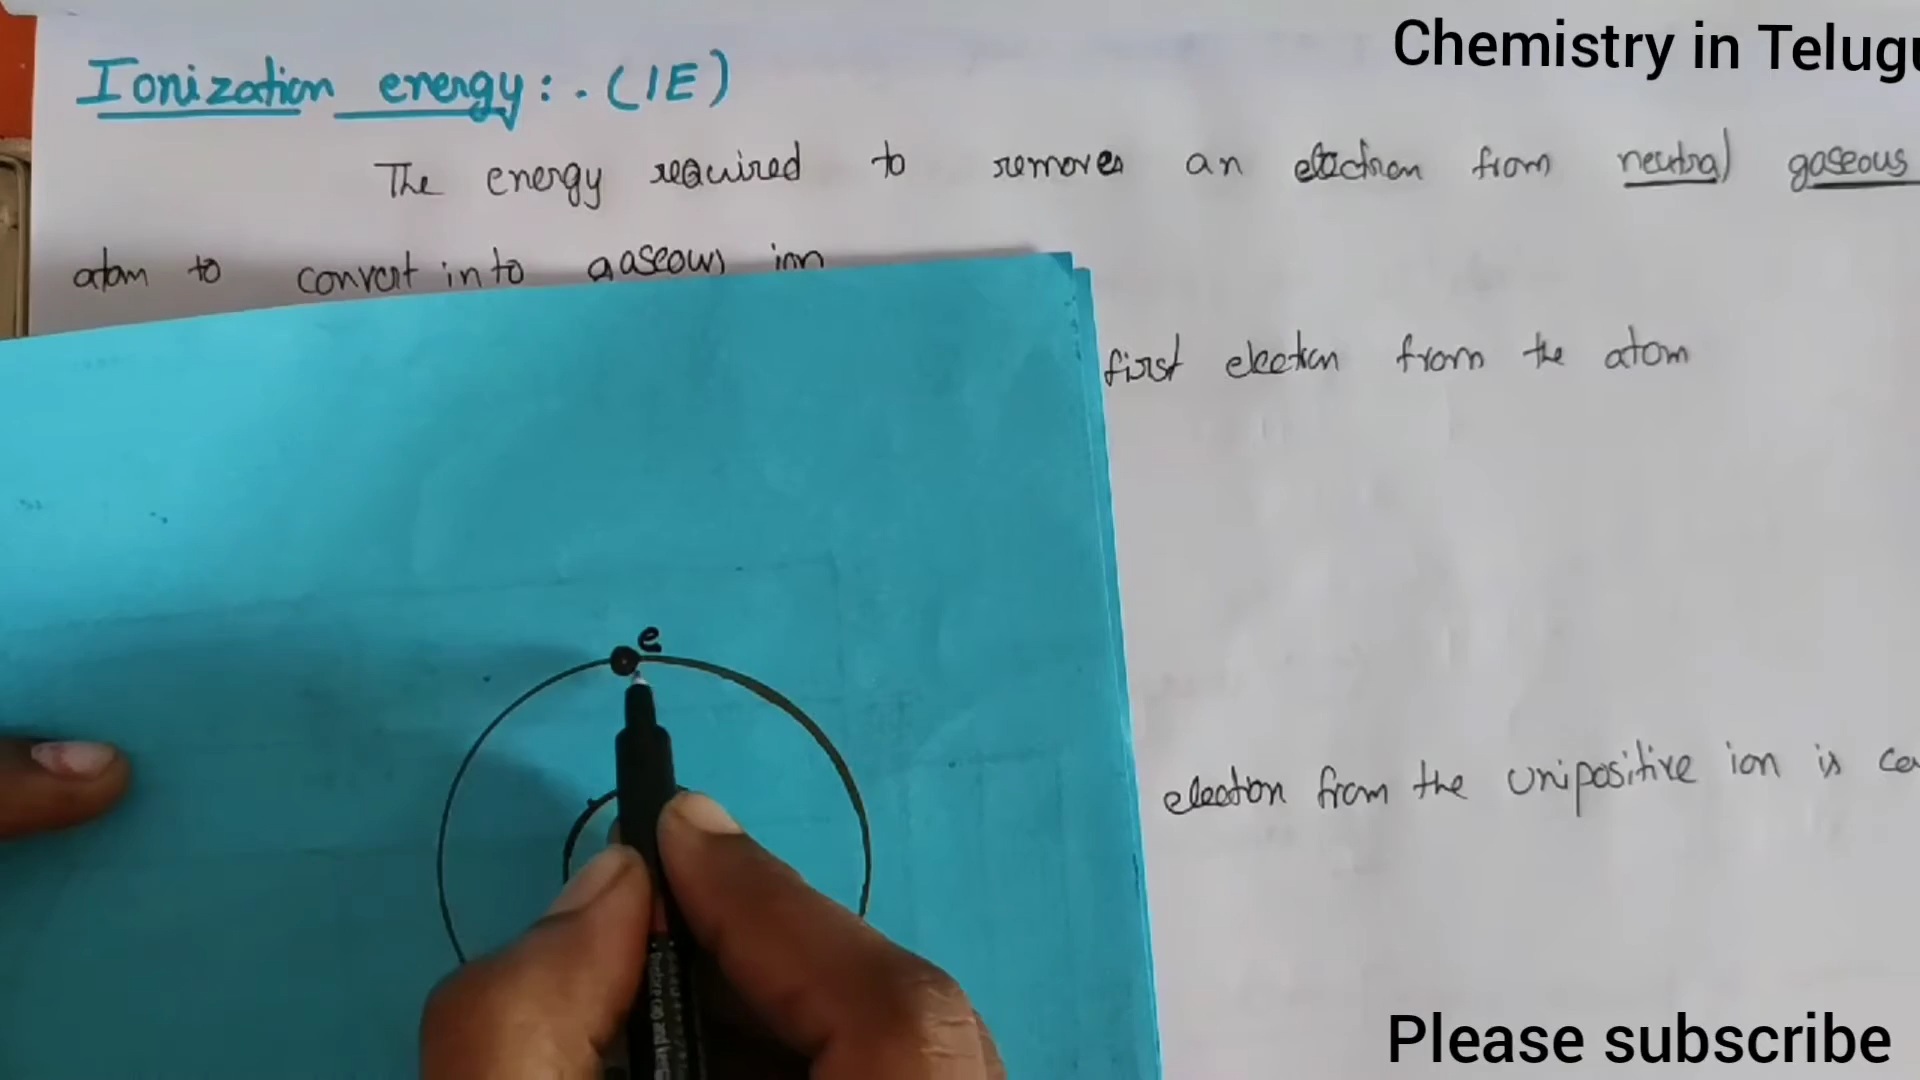 Chemistry in Telugu
Ionization energy:. (IE)
The energy required to removes an electron from neutral gaseous
atom to convert into gaseous ion
first electron from the atom
e
electron from the unipositive ion is
Please subscribe